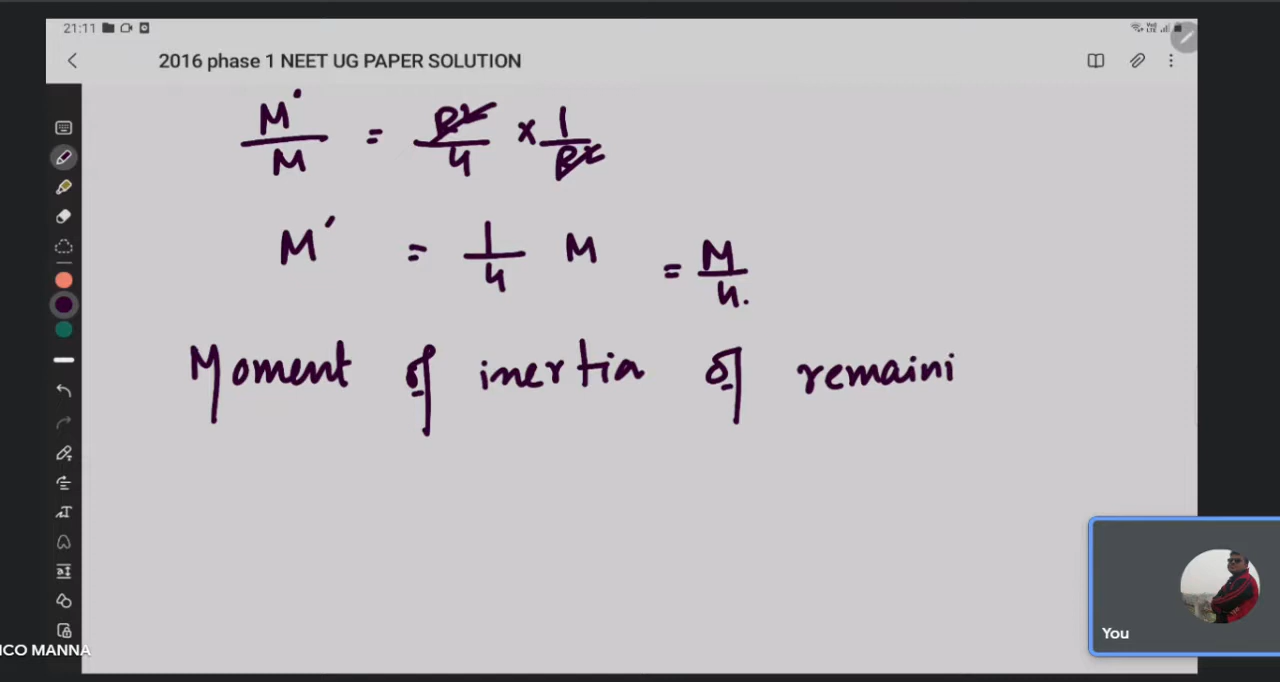 21:11
2016 phase 1 NEET UG PAPER SOLUTION
M' / M = R² / 4 × 1 / R²
M' = 1/4 M = M/4.
Moment of inertia of remaini
You
ICO MANNA